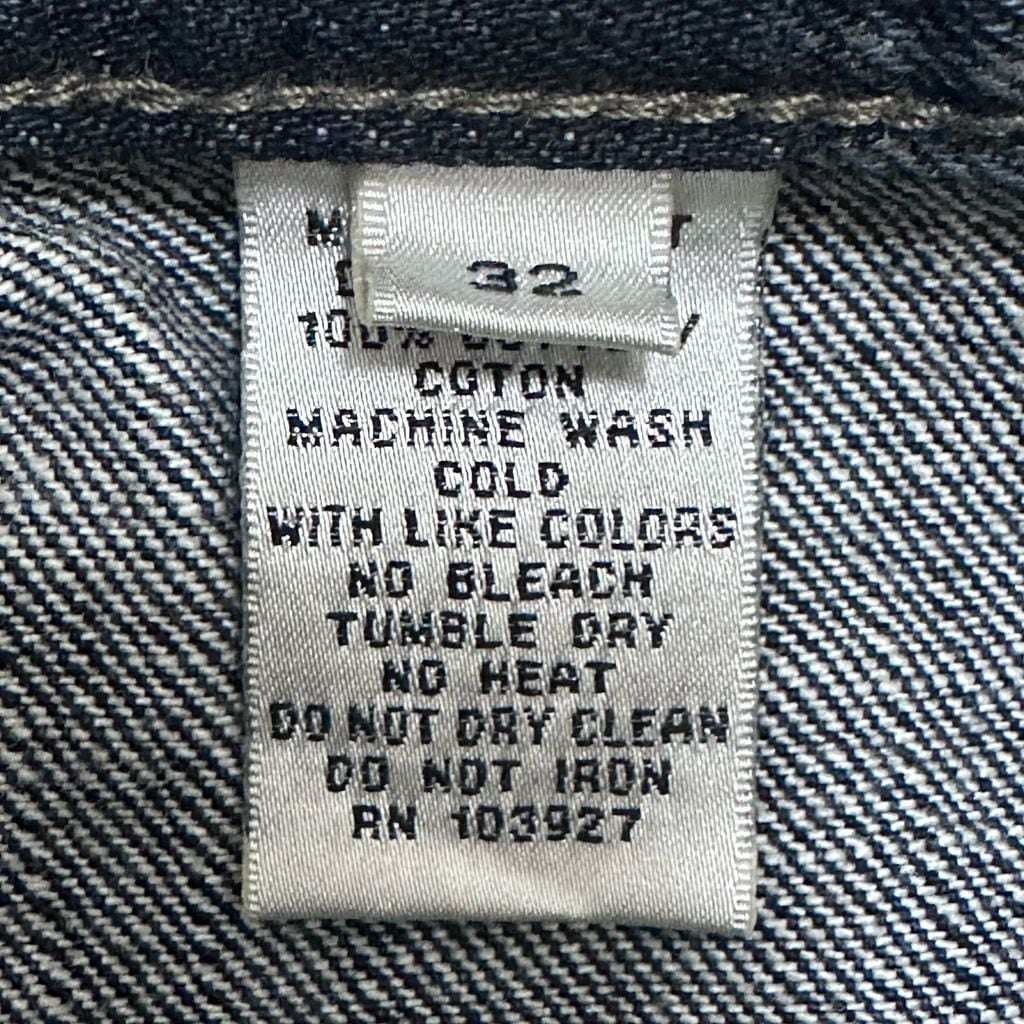 32
100%
COTON
MACHINE WASH
COLD
WITH LIKE COLORS
NO BLEACH
TUMBLE DRY
NO HEAT
DO NOT DRY CLEAN
DO NOT IRON
RN 103927